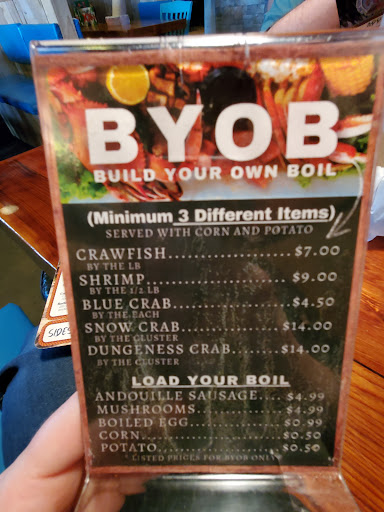 BYOB
BUILD YOUR OWN BOIL
(Minimum 3 Different Items)
SERVED WITH CORN AND POTATO
CRAWFISH....................$7.00
BY THE LB
SHRIMP.......................$9.00
BY THE 1/2 LB
BLUE CRAB..................$4.50
BY THE EACH
SNOW CRAB................$14.00
BY THE CLUSTER
DUNGENESS CRAB.......$14.00
BY THE CLUSTER
LOAD YOUR BOIL
ANDOUILLE SAUSAGE.... $4.99
MUSHROOMS..............$4.99
BOILED EGG.................$0.99
CORN..........................$0.50
POTATO......................$0.50
*LISTED PRICES FOR BYOB ONLY*
SIDES